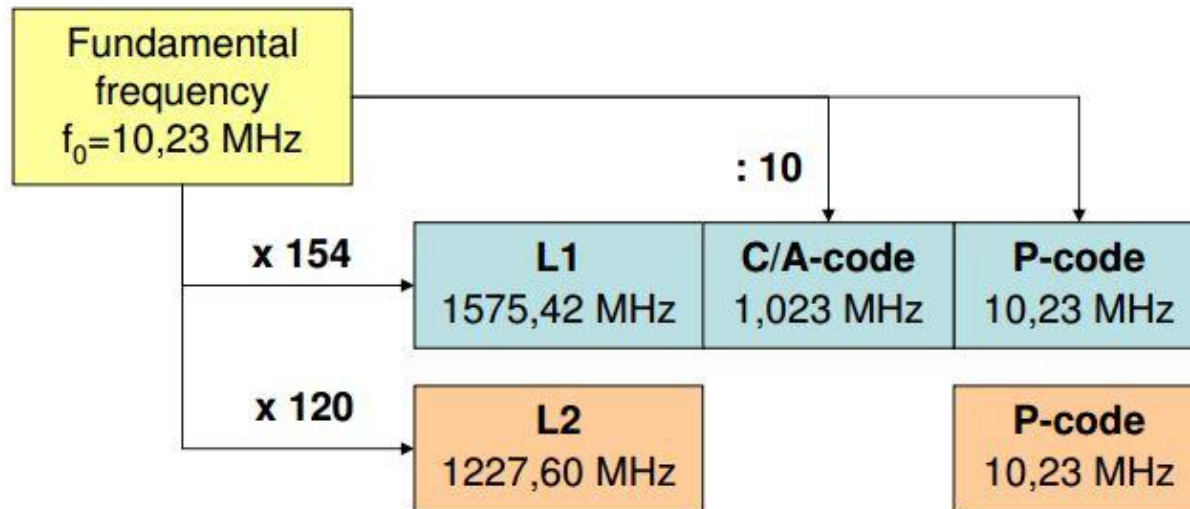 Fundamental
frequency
f₀=10,23 MHz
: 10
x 154
L1
1575,42 MHz
C/A-code
1,023 MHz
P-code
10,23 MHz
x 120
L2
1227,60 MHz
P-code
10,23 MHz